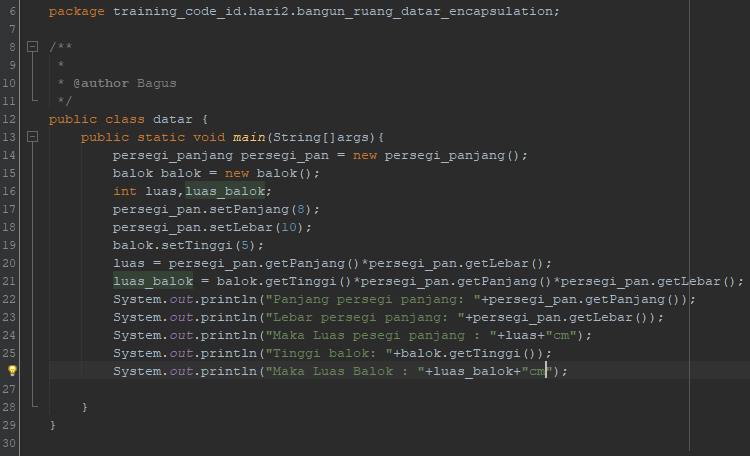 6 package training_code_id.hari2.bangun_ruang_datar_encapsulation;
7
8 /**
9 *
10 * @author Bagus
11 */
12 public class datar {
13 public static void main(String[]args){
14 persegi_panjang persegi_pan = new persegi_panjang();
15 balok balok = new balok();
16 int luas,luas_balok;
17 persegi_pan.setPanjang(8);
18 persegi_pan.setLebar(10);
19 balok.setTinggi(5);
20 luas = persegi_pan.getPanjang()*persegi_pan.getLebar();
21 luas_balok = balok.getTinggi()*persegi_pan.getPanjang()*persegi_pan.getLebar();
22 System.out.println("Panjang persegi panjang: "+persegi_pan.getPanjang());
23 System.out.println("Lebar persegi panjang: "+persegi_pan.getLebar());
24 System.out.println("Maka Luas pesegi panjang : "+luas+"cm");
25 System.out.println("Tinggi balok: "+balok.getTinggi());
System.out.println("Maka Luas Balok : "+luas_balok+"cm");
27
28 }
29 }
30